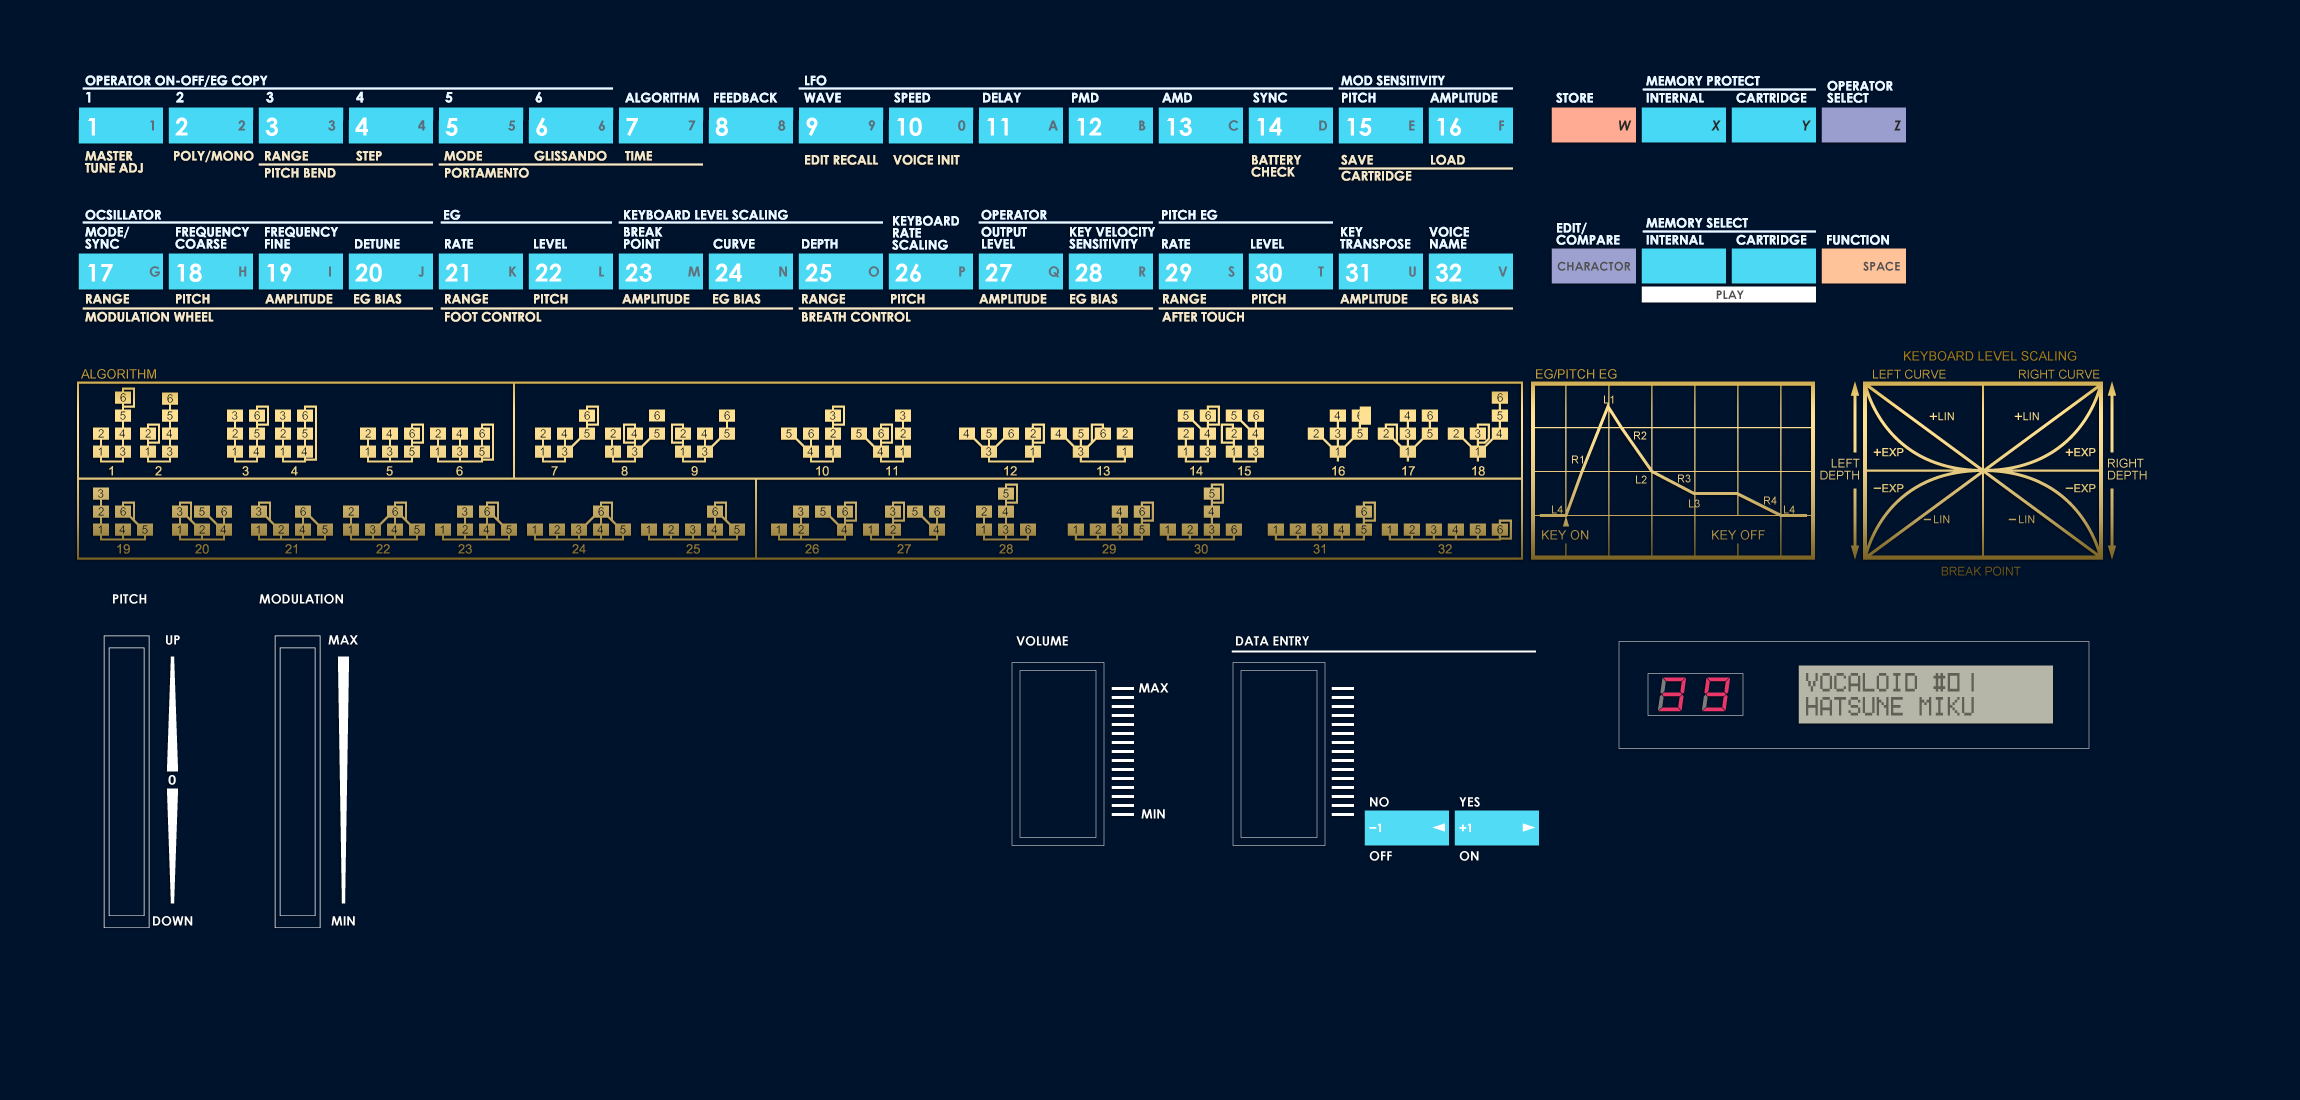 OPERATOR ON-OFF/EG COPY LFO MOD SENSITIVITY MEMORY PROTECT
1 2 3 4 5 6 ALGORITHM FEEDBACK WAVE SPEED DELAY PMD AMD SYNC PITCH AMPLITUDE STORE INTERNAL CARTRIDGE OPERATOR SELECT
1 1 2 2 3 3 4 4 5 5 6 6 7 7 8 8 9 9 10 0 11 A 12 B 13 C 14 D 15 E 16 F W X Y Z
MASTER TUNE ADJ POLY/MONO RANGE STEP MODE GLISSANDO TIME EDIT RECALL VOICE INIT BATTERY CHECK SAVE LOAD
PITCH BEND PORTAMENTO CARTRIDGE
OCSILLATOR EG KEYBOARD LEVEL SCALING KEYBOARD RATE SCALING OPERATOR PITCH EG MEMORY SELECT
MODE/ SYNC FREQUENCY COARSE FREQUENCY FINE DETUNE RATE LEVEL BREAK POINT CURVE DEPTH OUTPUT LEVEL KEY VELOCITY SENSITIVITY RATE LEVEL KEY TRANSPOSE VOICE NAME EDIT/ COMPARE INTERNAL CARTRIDGE FUNCTION
17 G 18 H 19 I 20 J 21 K 22 L 23 M 24 N 25 O 26 P 27 Q 28 R 29 S 30 T 31 U 32 V CHARACTOR SPACE
RANGE PITCH AMPLITUDE EG BIAS RANGE PITCH AMPLITUDE EG BIAS RANGE PITCH AMPLITUDE EG BIAS RANGE PITCH AMPLITUDE EG BIAS PLAY
MODULATION WHEEL FOOT CONTROL BREATH CONTROL AFTER TOUCH
ALGORITHM
1 2 3 4 5 6 7 8 9 10 11 12 13 14 15 16 17 18
19 20 21 22 23 24 25 26 27 28 29 30 31 32
EG/PITCH EG
L1
R2
R1
L2 R3
L3 R4
L4 L4
KEY ON KEY OFF
KEYBOARD LEVEL SCALING
LEFT CURVE RIGHT CURVE
+LIN +LIN
+EXP +EXP
LEFT DEPTH RIGHT DEPTH
−EXP −EXP
−LIN −LIN
BREAK POINT
PITCH MODULATION
UP MAX
0
DOWN MIN
VOLUME
MAX
MIN
DATA ENTRY
NO YES
−1 ◄ +1 ►
OFF ON
39
VOCALOID #01
HATSUNE MIKU